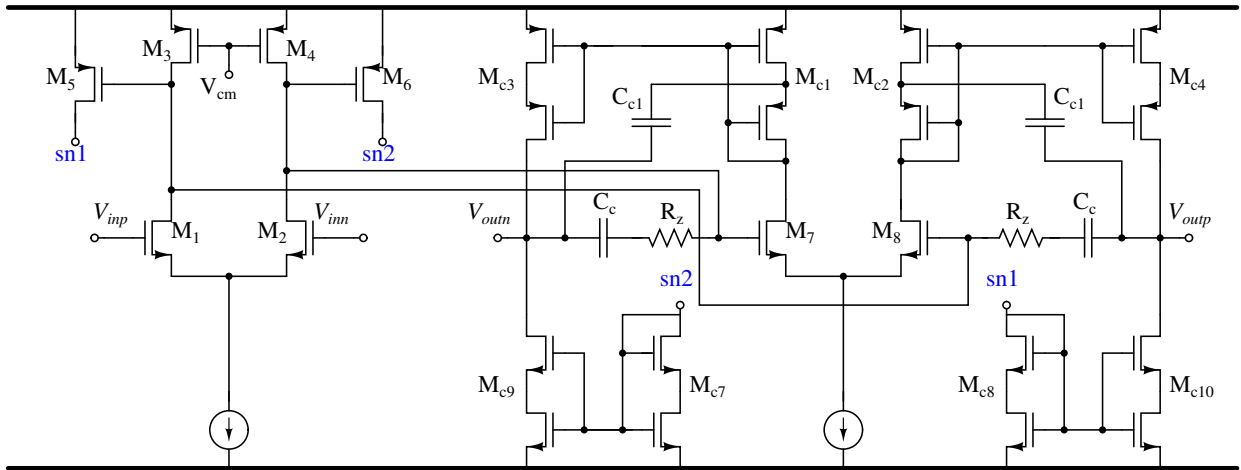 M3 M4
M5 M6
Vcm
sn1 sn2
Vinp Vinn
M1 M2
Mc3 Mc1 Mc2 Mc4
Cc1 Cc1
Voutn Cc Rz M7 M8 Rz Cc Voutp
sn2 sn1
Mc9 Mc7 Mc8 Mc10